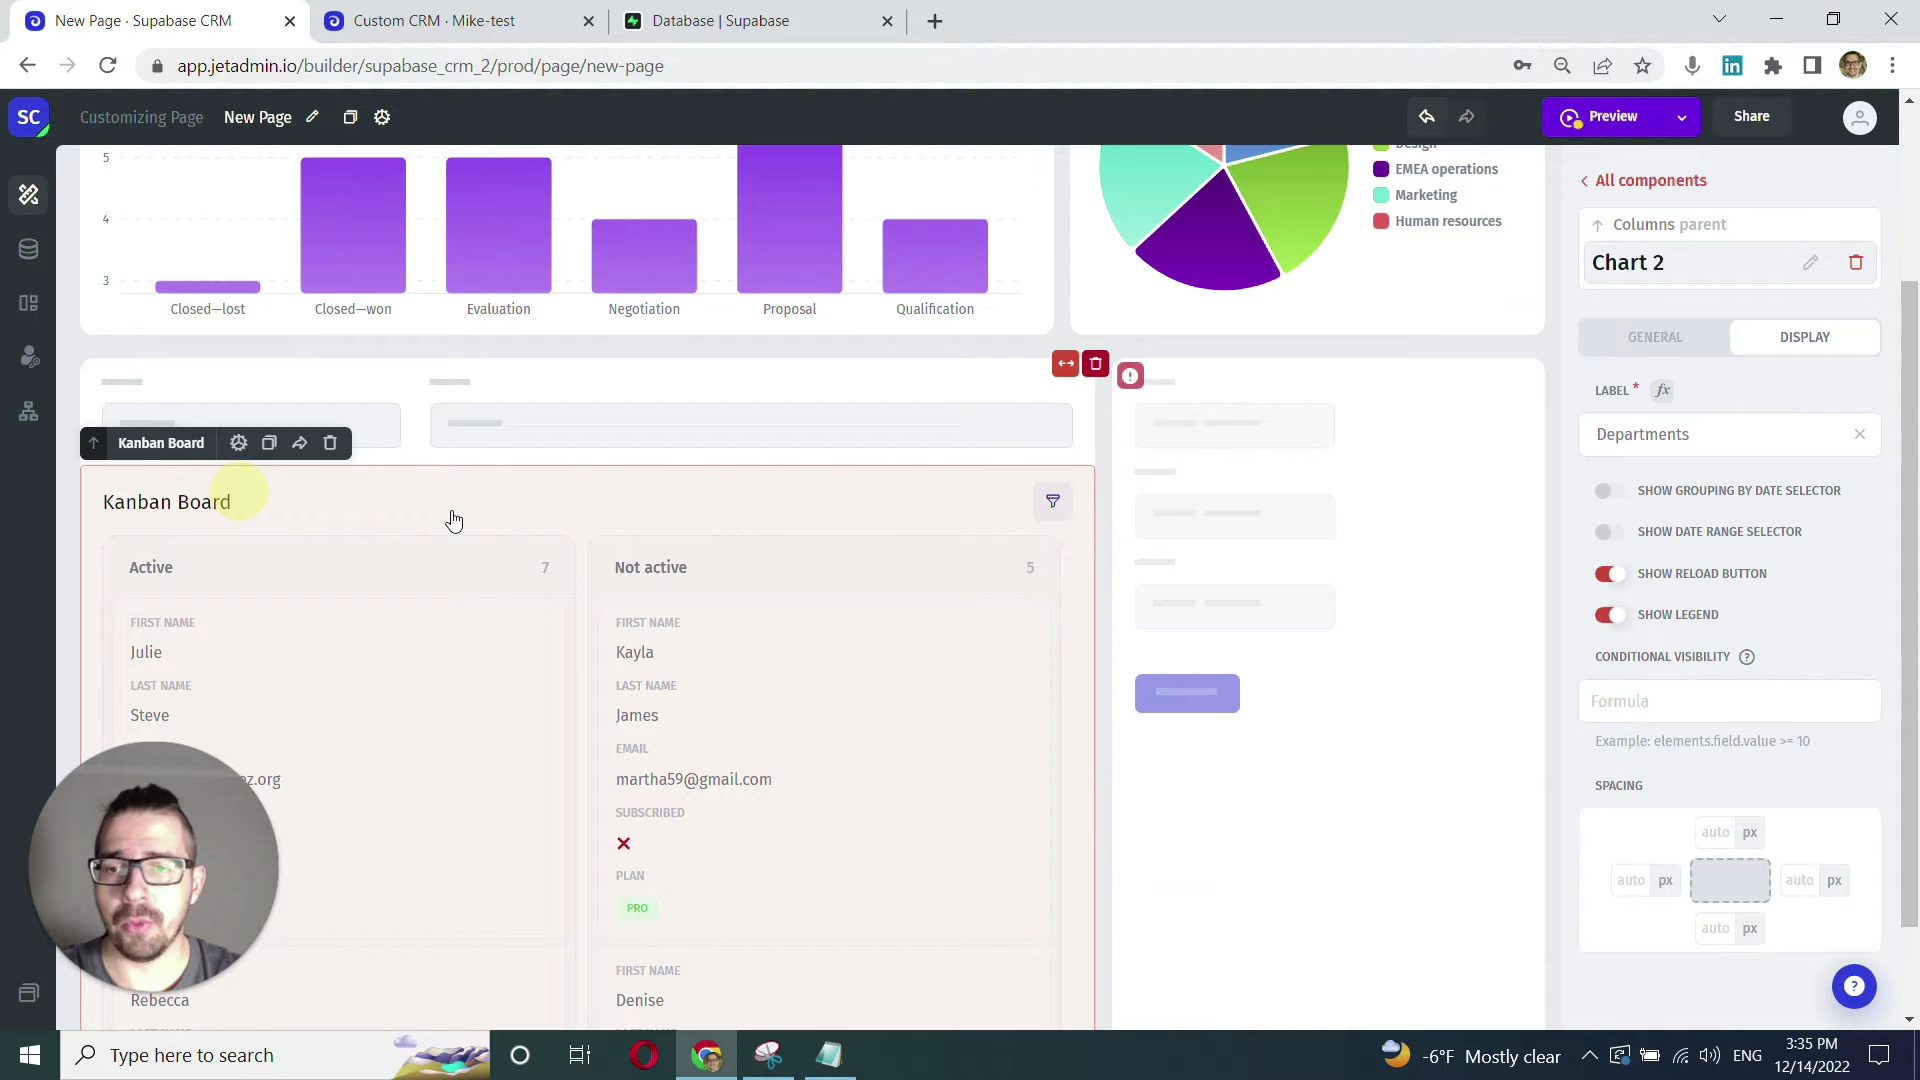 New Page · Supabase CRM
Custom CRM · Mike-test
Database | Supabase
app.jetadmin.io/builder/supabase_crm_2/prod/page/new-page
SC
Customizing Page
New Page
Preview
Share
5
4
3
Closed—lost
Closed—won
Evaluation
Negotiation
Proposal
Qualification
Design
EMEA operations
Marketing
Human resources
All components
Columns parent
Chart 2
GENERAL
DISPLAY
LABEL *
fx
Departments
SHOW GROUPING BY DATE SELECTOR
SHOW DATE RANGE SELECTOR
SHOW RELOAD BUTTON
SHOW LEGEND
CONDITIONAL VISIBILITY
Formula
Example: elements.field.value >= 10
SPACING
auto px
auto px
auto px
auto px
Kanban Board
Kanban Board
Active
7
FIRST NAME
Julie
LAST NAME
Steve
ez.org
Rebecca
Not active
5
FIRST NAME
Kayla
LAST NAME
James
EMAIL
martha59@gmail.com
SUBSCRIBED
PLAN
PRO
FIRST NAME
Denise
Type here to search
-6°F Mostly clear
ENG
3:35 PM
12/14/2022